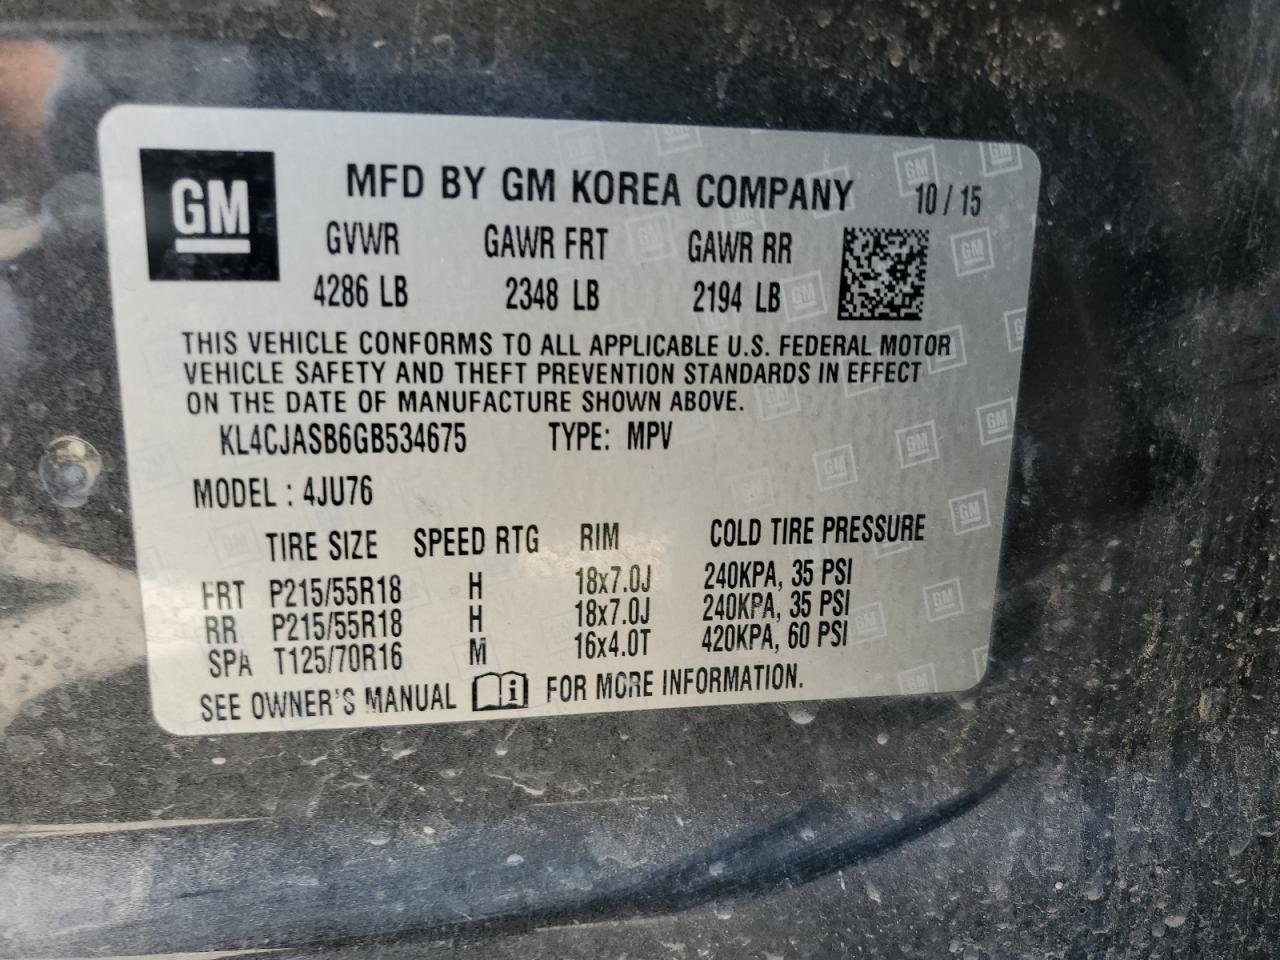 GM
MFD BY GM KOREA COMPANY 10 / 15
GVWR GAWR FRT GAWR RR
4286 LB 2348 LB 2194 LB
THIS VEHICLE CONFORMS TO ALL APPLICABLE U.S. FEDERAL MOTOR
VEHICLE SAFETY AND THEFT PREVENTION STANDARDS IN EFFECT
ON THE DATE OF MANUFACTURE SHOWN ABOVE.
KL4CJASB6GB534675 TYPE: MPV
MODEL : 4JU76
TIRE SIZE SPEED RTG RIM COLD TIRE PRESSURE
FRT P215/55R18 H 18x7.0J 240KPA, 35 PSI
RR P215/55R18 H 18x7.0J 240KPA, 35 PSI
SPA T125/70R16 M 16x4.0T 420KPA, 60 PSI
SEE OWNER'S MANUAL i FOR MORE INFORMATION.